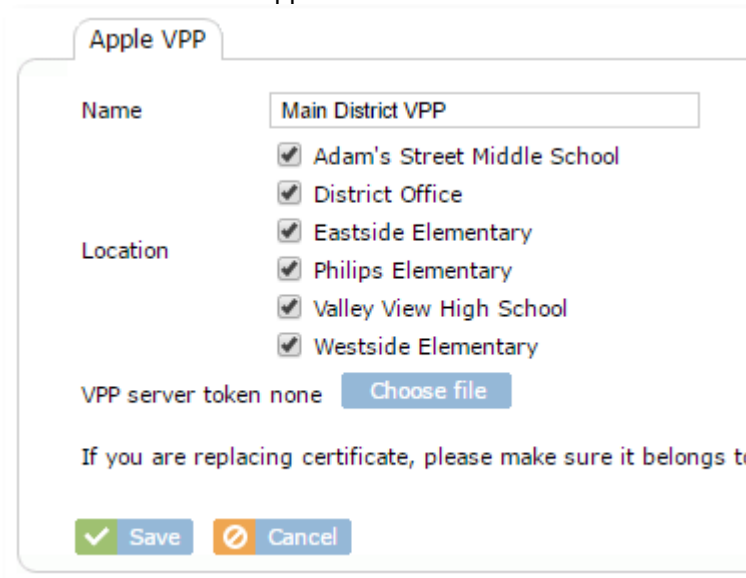 Apple VPP
Name Main District VPP
Adam's Street Middle School
District Office
Eastside Elementary
Location
Philips Elementary
Valley View High School
Westside Elementary
VPP server token none Choose file
If you are replacing certificate, please make sure it belongs
Save Cancel